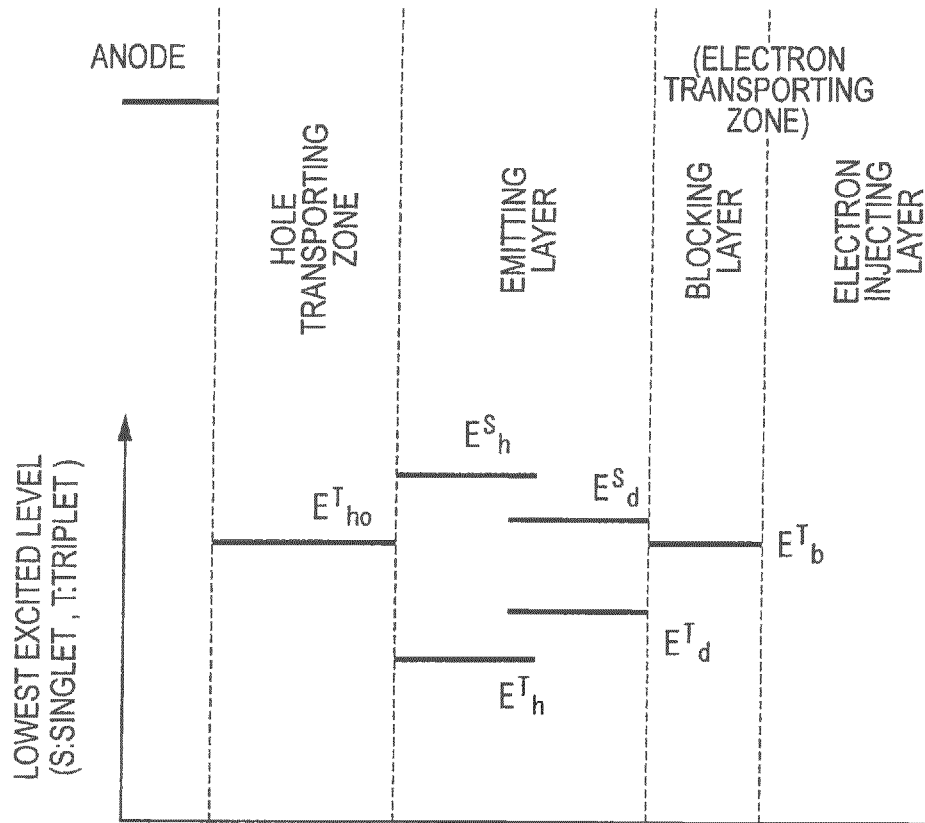 ANODE
(ELECTRON
TRANSPORTING
ZONE)
HOLE
TRANSPORTING
ZONE
EMITTING
LAYER
BLOCKING
LAYER
ELECTRON
INJECTING
LAYER
LOWEST EXCITED LEVEL
(S:SINGLET , T:TRIPLET )
E^S_h
E^S_d
E^T_ho
E^T_b
E^T_d
E^T_h